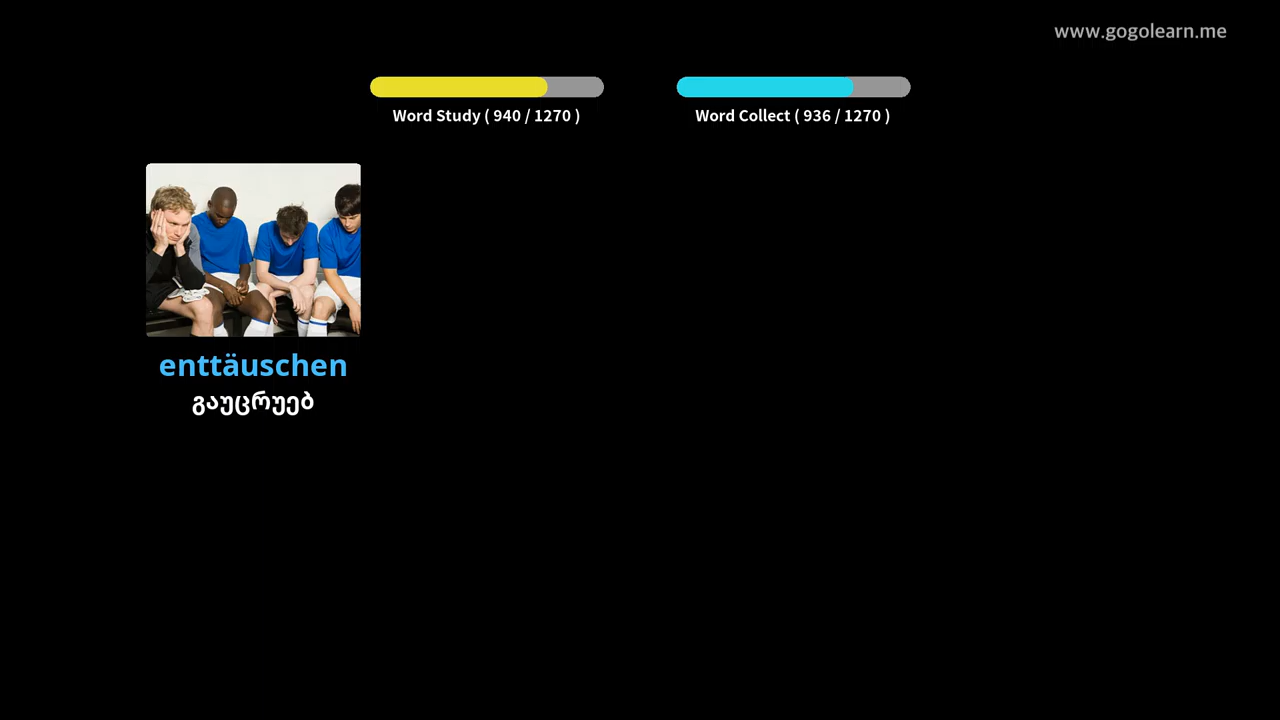 www.gogolearn.me
Word Study ( 940 / 1270 )
Word Collect ( 936 / 1270 )
enttäuschen
გაუცრუებ